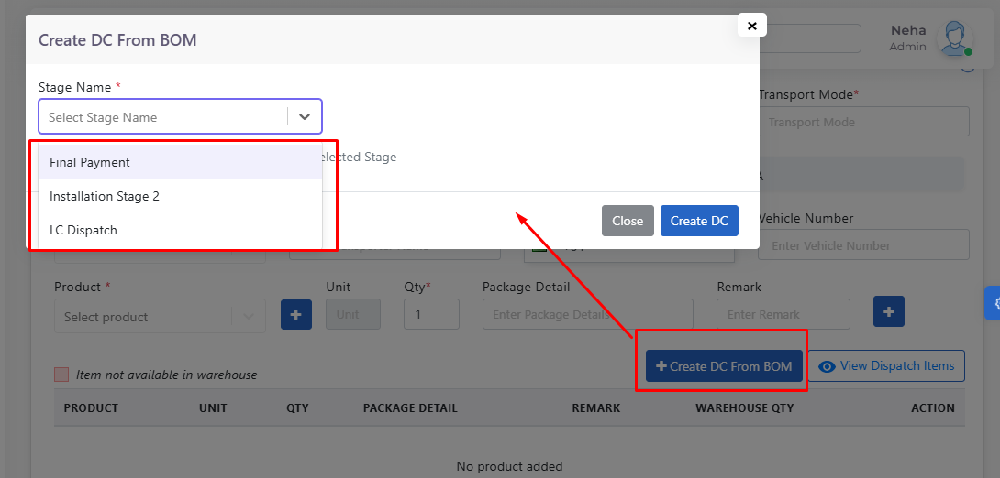 Create DC From BOM
×
Neha
Admin
Stage Name *
Select Stage Name
Transport Mode*
Transport Mode
Final Payment
Installation Stage 2
LC Dispatch
Selected Stage
Close
Create DC
Vehicle Number
Enter Vehicle Number
Product *
Unit
Qty*
Package Detail
Remark
Select product
+
Unit
1
Enter Package Details
Enter Remark
+
Item not available in warehouse
+ Create DC From BOM
View Dispatch Items
PRODUCT UNIT QTY PACKAGE DETAIL REMARK WAREHOUSE QTY ACTION
No product added